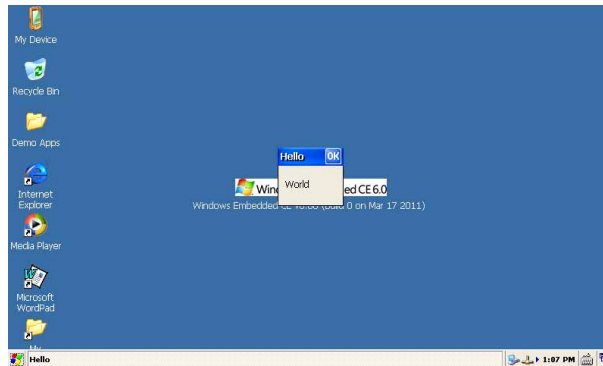 My Device
Recycle Bin
Demo Apps
Internet
Explorer
Media Player
Microsoft
WordPad
My
Hello OK
World
ed CE 6.0
Windows Embedded
0 on Mar 17 2011)
Hello
1:07 PM